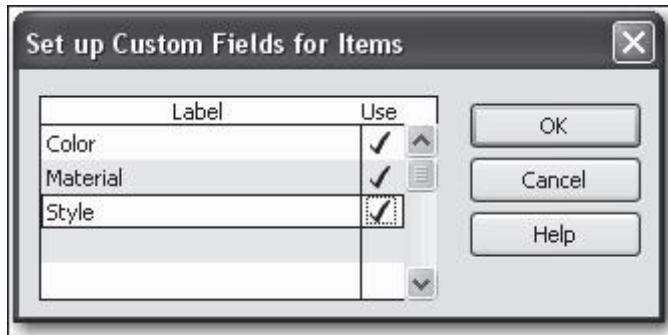 Set up Custom Fields for Items
Label Use
Color
OK
Material
Cancel
Style
Help